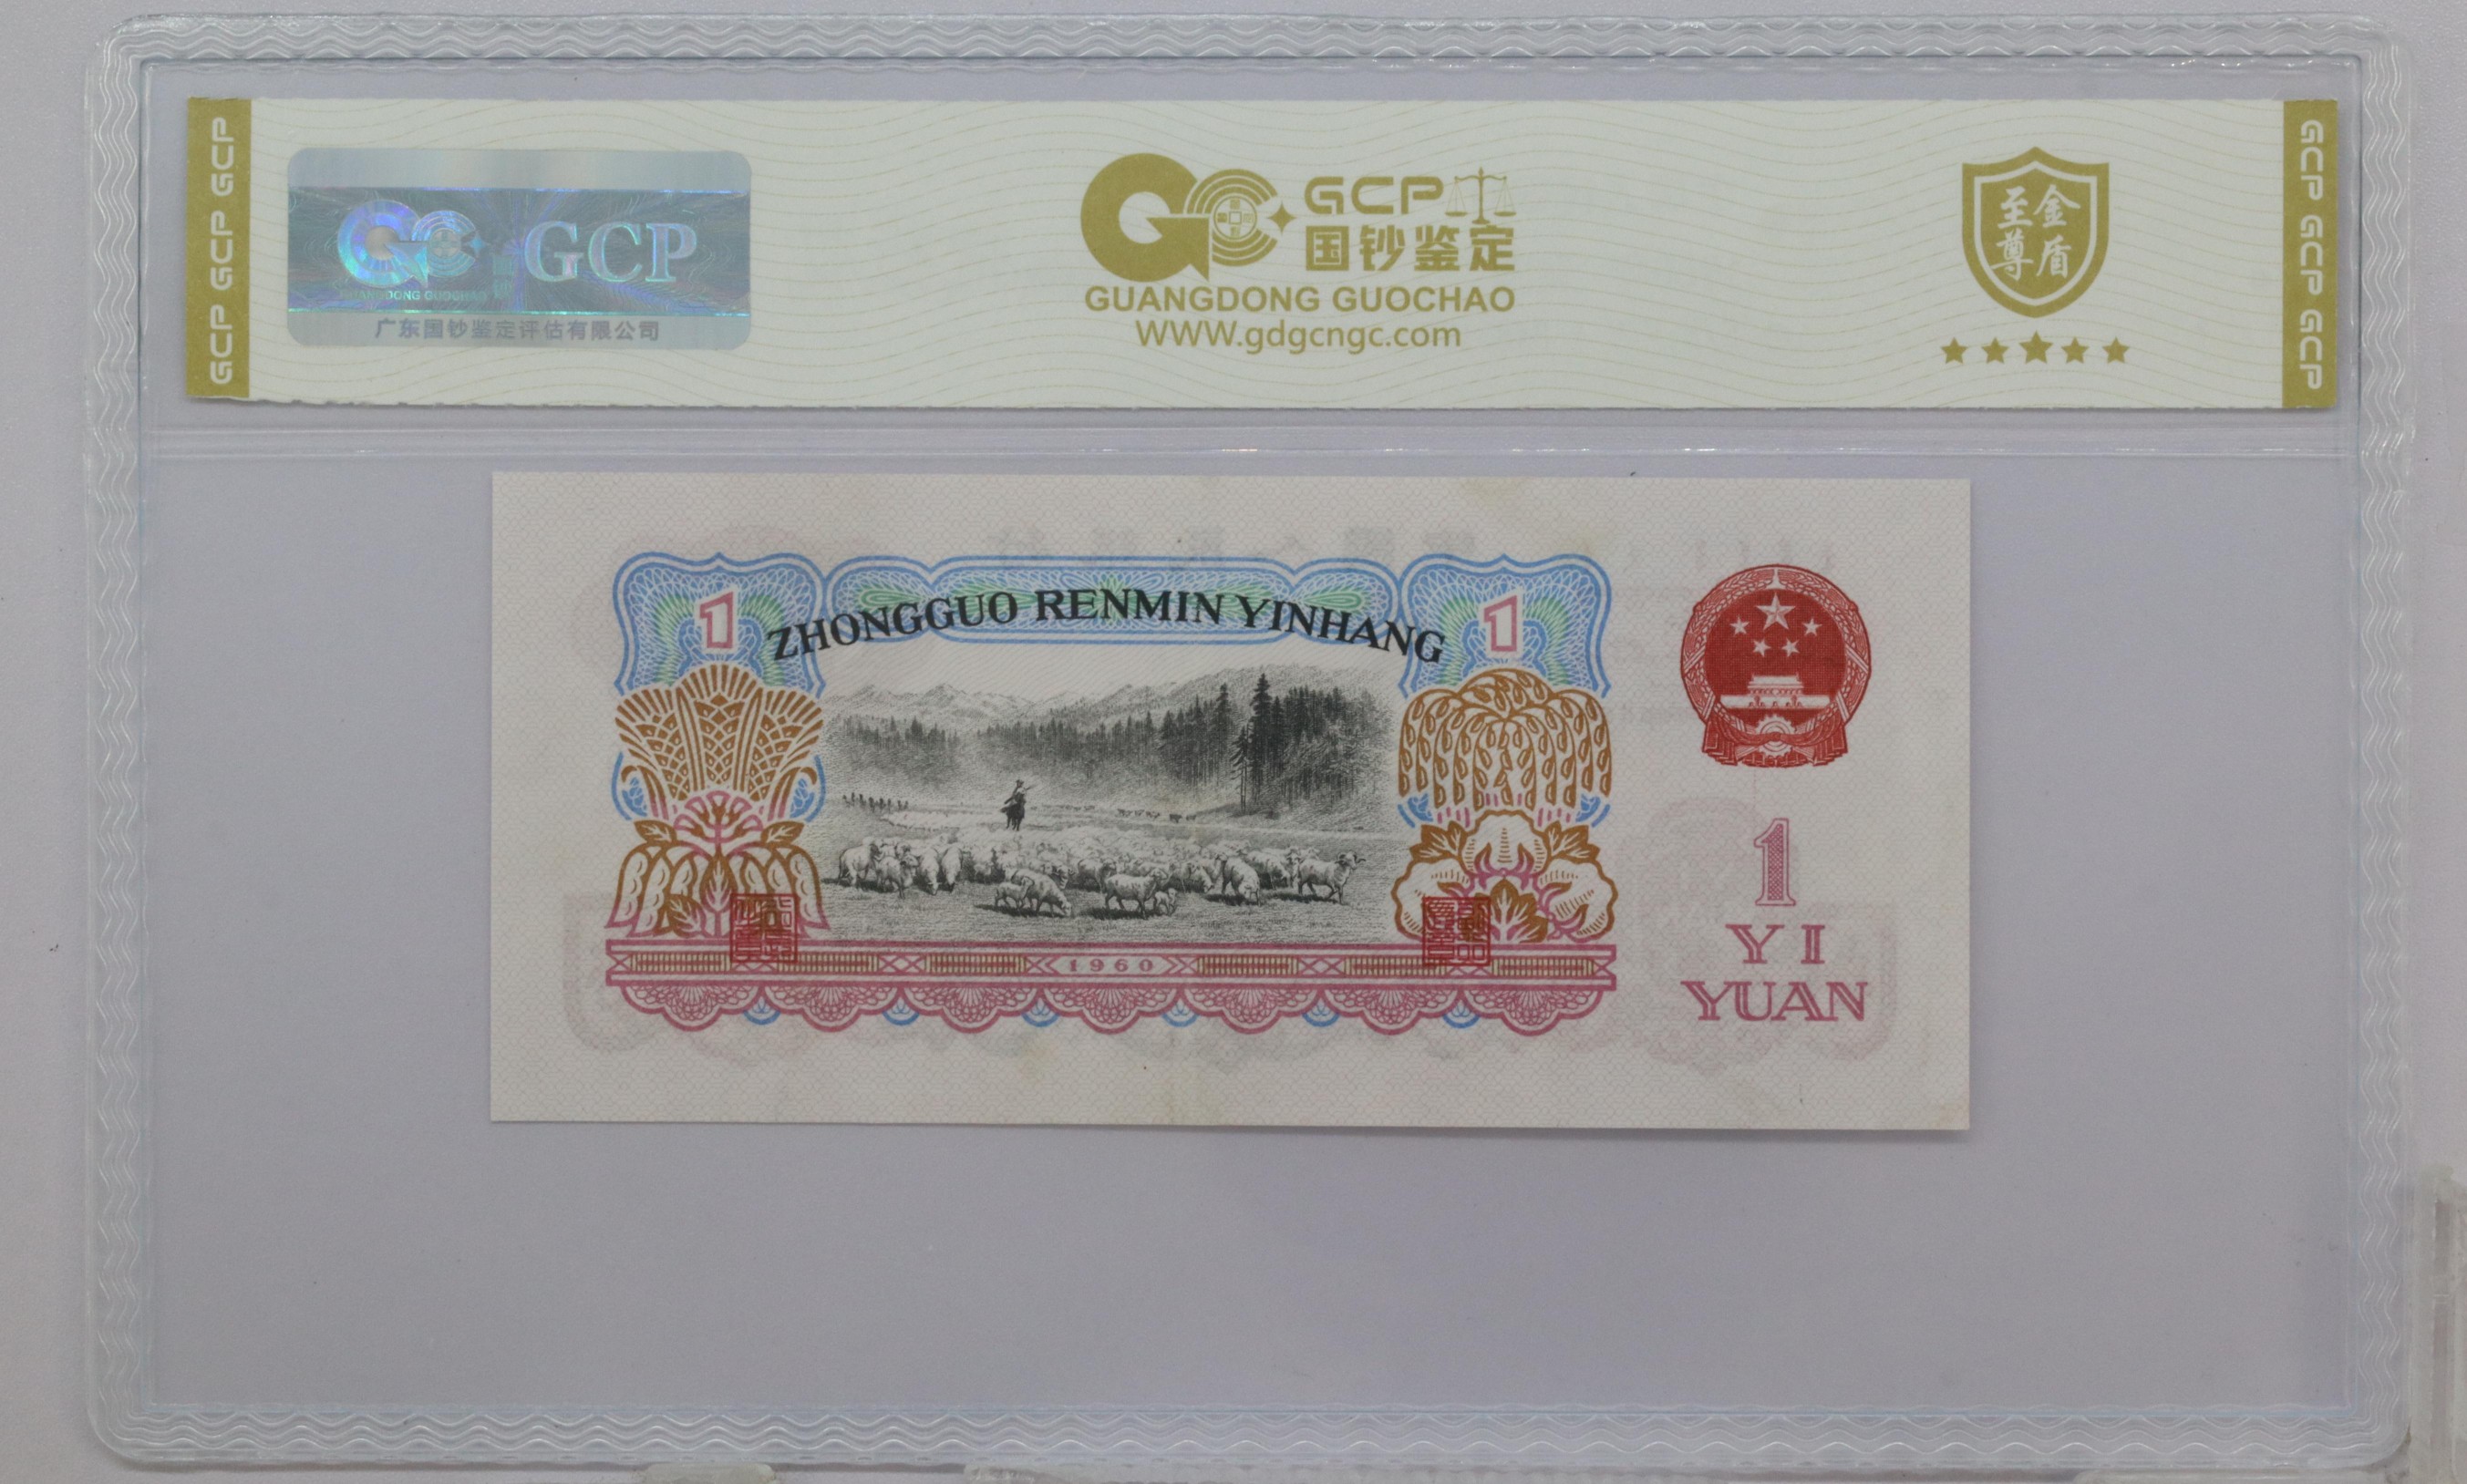 GCP GCP GCP
GCP
GUANGDONG GUOCHAO
广东国钞鉴定评估有限公司
GCP
国钞鉴定
GUANGDONG GUOCHAO
WWW.gdgcngc.com
金盾
至尊
GCP GCP GCP
1
ZHONGGUO RENMIN YINHANG
1
1960
1
YI
YUAN